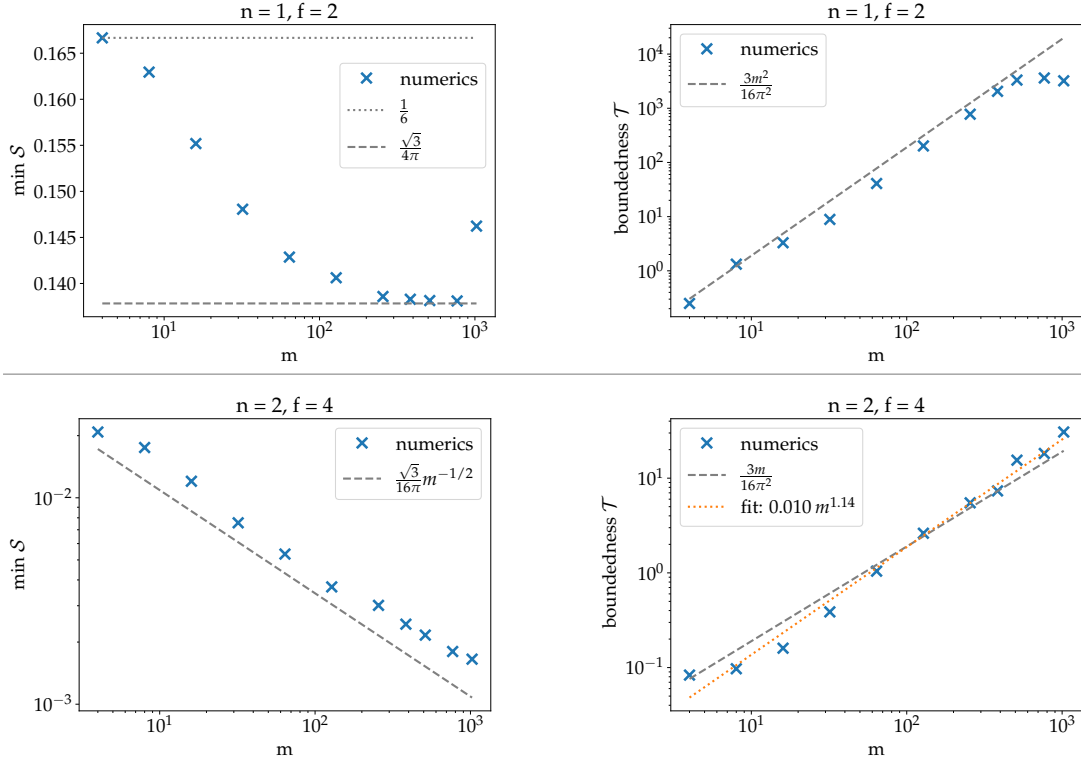 n = 1, f = 2
0.165
0.160
0.155
0.150
0.145
0.140
min 𝒮
numerics
1/6
√3/4π
10¹
10²
10³
m
n = 1, f = 2
10⁴
10³
10²
10¹
10⁰
boundedness 𝒯
numerics
3m²/16π²
10¹
10²
10³
m
n = 2, f = 4
10⁻²
10⁻³
min 𝒮
numerics
√3/16π m⁻¹/²
10¹
10²
10³
m
n = 2, f = 4
10¹
10⁰
10⁻¹
boundedness 𝒯
numerics
3m/16π²
fit: 0.010 m¹·¹⁴
10¹
10²
10³
m